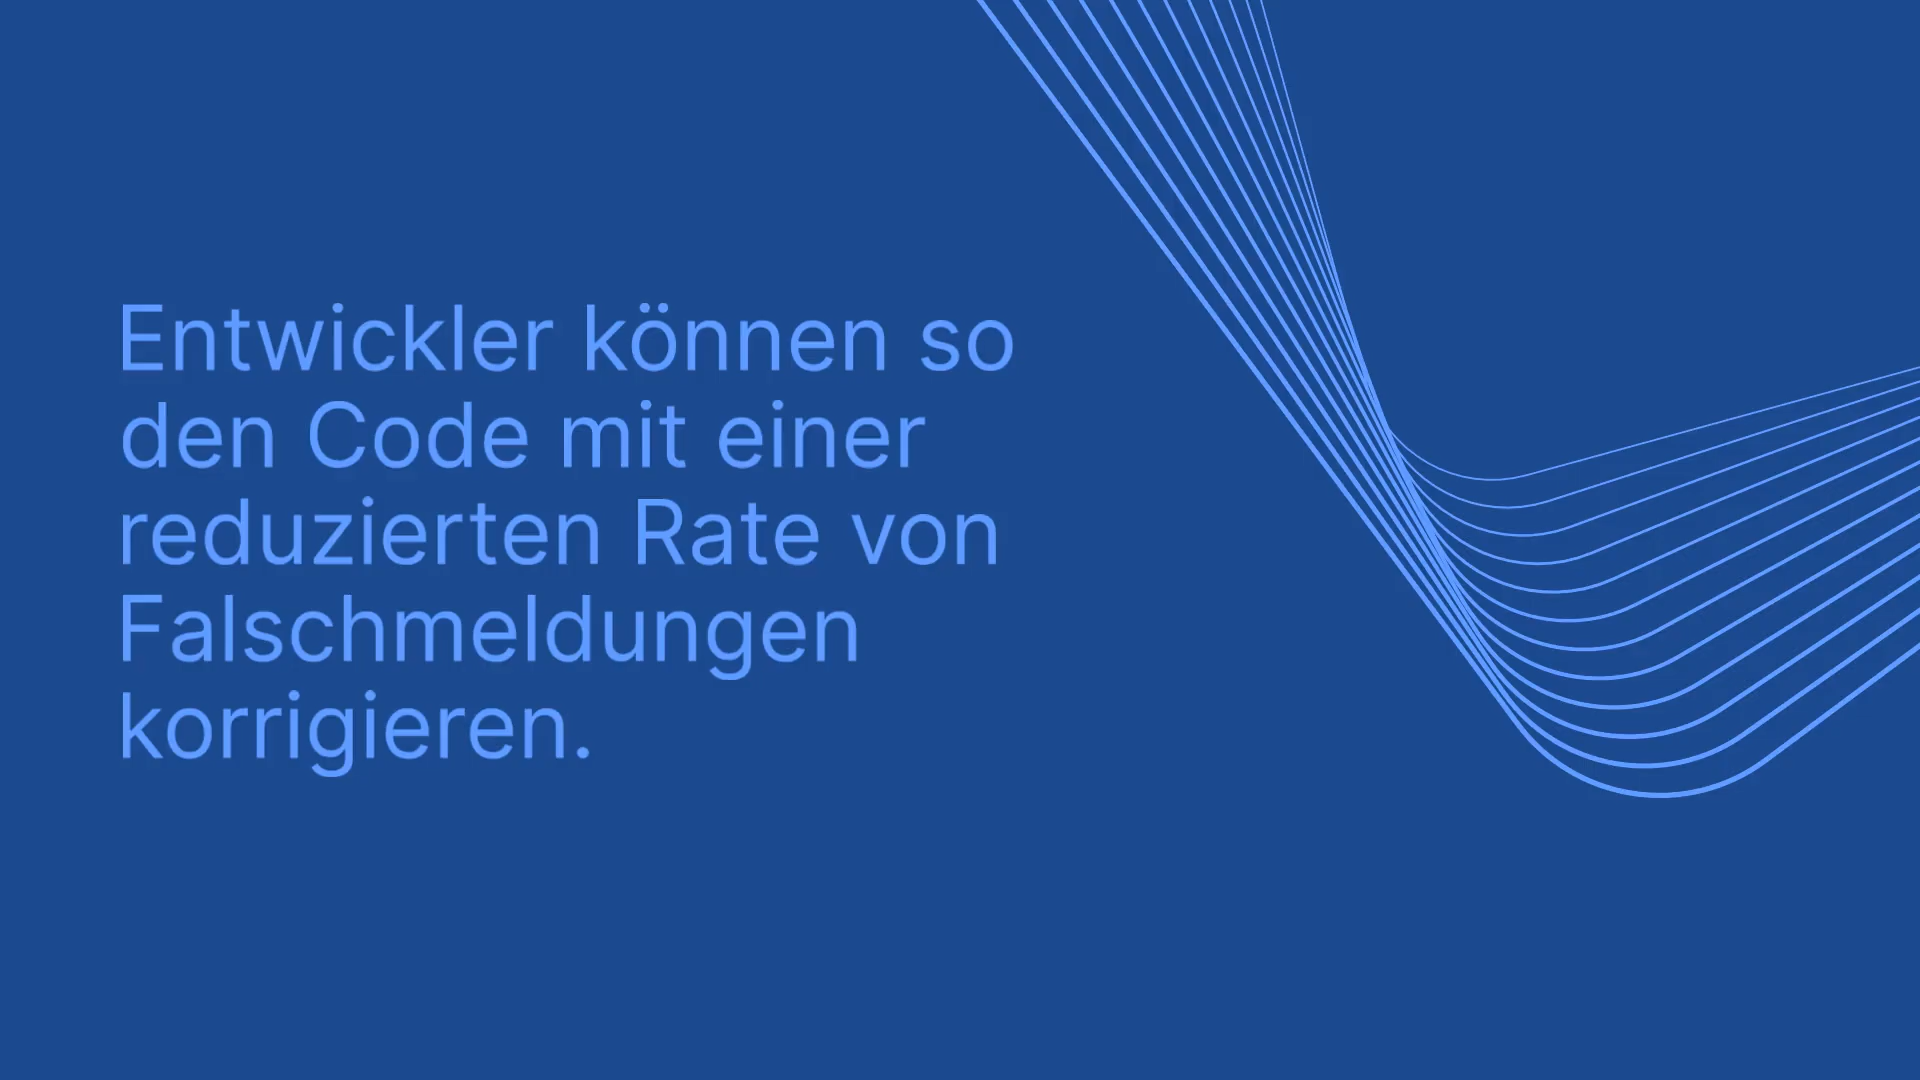 Entwickler können so
den Code mit einer
reduzierten Rate von
Falschmeldungen
korrigieren.